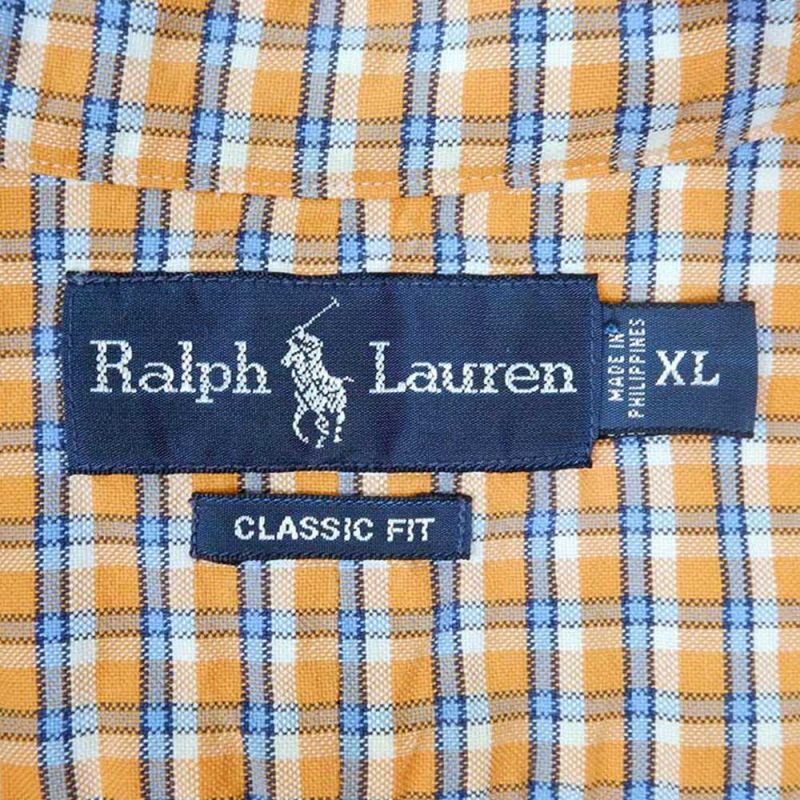 Ralph Lauren
MADE IN
PHILIPPINES
XL
CLASSIC FIT